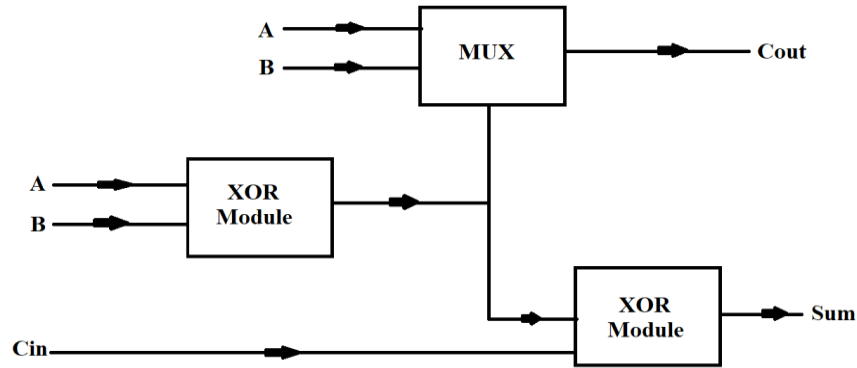 A
B
MUX
Cout
A
B
XOR
Module
XOR
Module
Sum
Cin